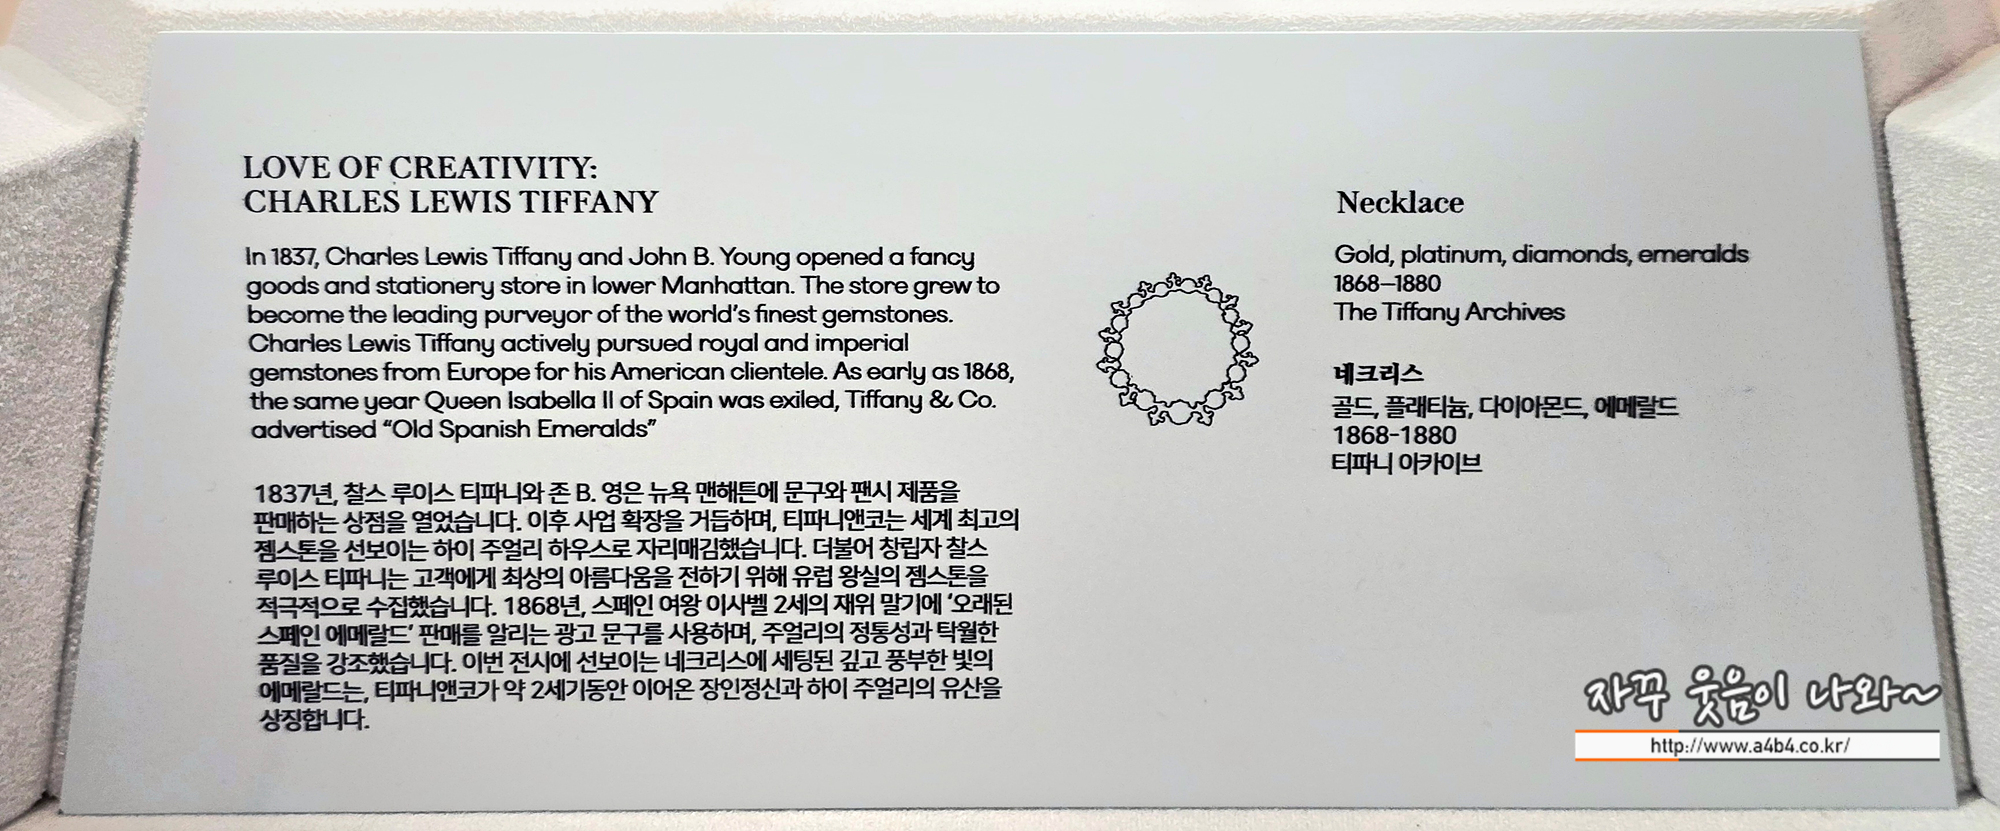 LOVE OF CREATIVITY:
CHARLES LEWIS TIFFANY
In 1837, Charles Lewis Tiffany and John B. Young opened a fancy
goods and stationery store in lower Manhattan. The store grew to
become the leading purveyor of the world's finest gemstones.
Charles Lewis Tiffany actively pursued royal and imperial
gemstones from Europe for his American clientele. As early as 1868,
the same year Queen Isabella II of Spain was exiled, Tiffany & Co.
advertised “Old Spanish Emeralds”
1837년, 찰스 루이스 티파니와 존 B. 영은 뉴욕 맨해튼에 문구와 팬시 제품을
판매하는 상점을 열었습니다. 이후 사업 확장을 거듭하며, 티파니앤코는 세계 최고의
젬스톤을 선보이는 하이 주얼리 하우스로 자리매김했습니다. 더불어 창립자 찰스
루이스 티파니는 고객에게 최상의 아름다움을 전하기 위해 유럽 왕실의 젬스톤을
적극적으로 수집했습니다. 1868년, 스페인 여왕 이사벨 2세의 재위 말기에 ‘오래된
스페인 에메랄드’ 판매를 알리는 광고 문구를 사용하며, 주얼리의 정통성과 탁월한
품질을 강조했습니다. 이번 전시에 선보이는 네크리스에 세팅된 깊고 풍부한 빛의
에메랄드는, 티파니앤코가 약 2세기동안 이어온 장인정신과 하이 주얼리의 유산을
상징합니다.
Necklace
Gold, platinum, diamonds, emeralds
1868–1880
The Tiffany Archives
네크리스
골드, 플래티늄, 다이아몬드, 에메랄드
1868-1880
티파니 아카이브
자꾸 웃음이 나와~
http://www.a4b4.co.kr/